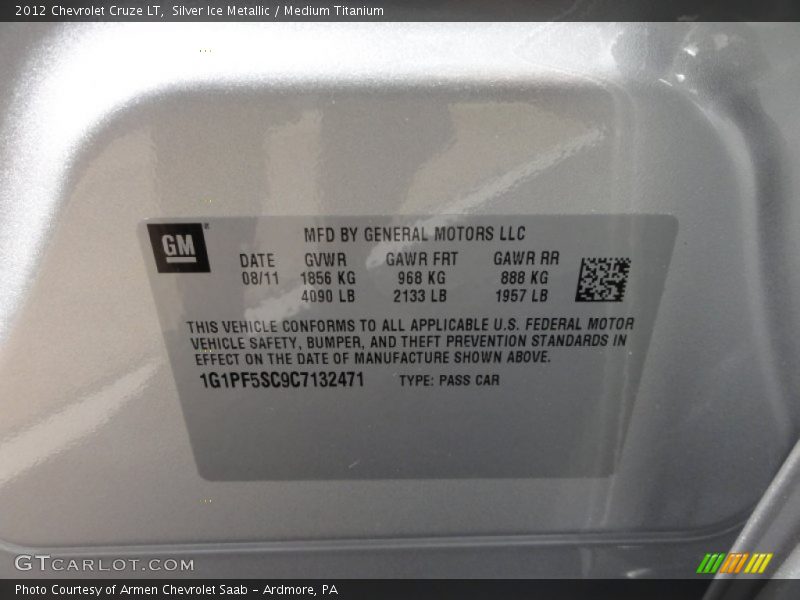 2012 Chevrolet Cruze LT, Silver Ice Metallic / Medium Titanium
GM
MFD BY GENERAL MOTORS LLC
DATE GVWR GAWR FRT GAWR RR
08/11 1856 KG 968 KG 888 KG
4090 LB 2133 LB 1957 LB
THIS VEHICLE CONFORMS TO ALL APPLICABLE U.S. FEDERAL MOTOR
VEHICLE SAFETY, BUMPER, AND THEFT PREVENTION STANDARDS IN
EFFECT ON THE DATE OF MANUFACTURE SHOWN ABOVE.
1G1PF5SC9C7132471 TYPE: PASS CAR
GTCARLOT.COM
Photo Courtesy of Armen Chevrolet Saab - Ardmore, PA